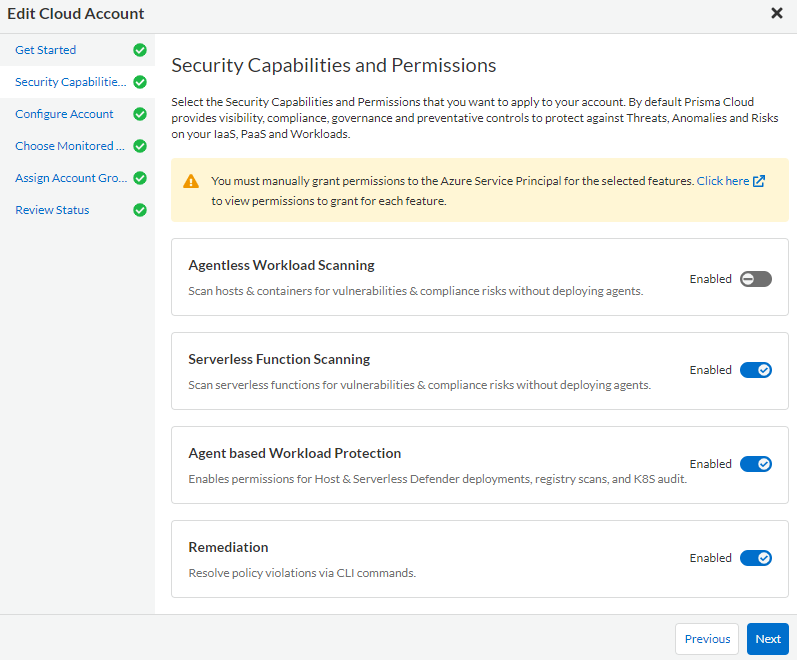 Edit Cloud Account
Get Started
Security Capabilitie...
Configure Account
Choose Monitored ...
Assign Account Gro...
Review Status
Security Capabilities and Permissions
Select the Security Capabilities and Permissions that you want to apply to your account. By default Prisma Cloud
provides visibility, compliance, governance and preventative controls to protect against Threats, Anomalies and Risks
on your IaaS, PaaS and Workloads.
You must manually grant permissions to the Azure Service Principal for the selected features. Click here
to view permissions to grant for each feature.
Agentless Workload Scanning
Scan hosts & containers for vulnerabilities & compliance risks without deploying agents.
Enabled
Serverless Function Scanning
Scan serverless functions for vulnerabilities & compliance risks without deploying agents.
Enabled
Agent based Workload Protection
Enables permissions for Host & Serverless Defender deployments, registry scans, and K8S audit.
Enabled
Remediation
Resolve policy violations via CLI commands.
Enabled
Previous
Next